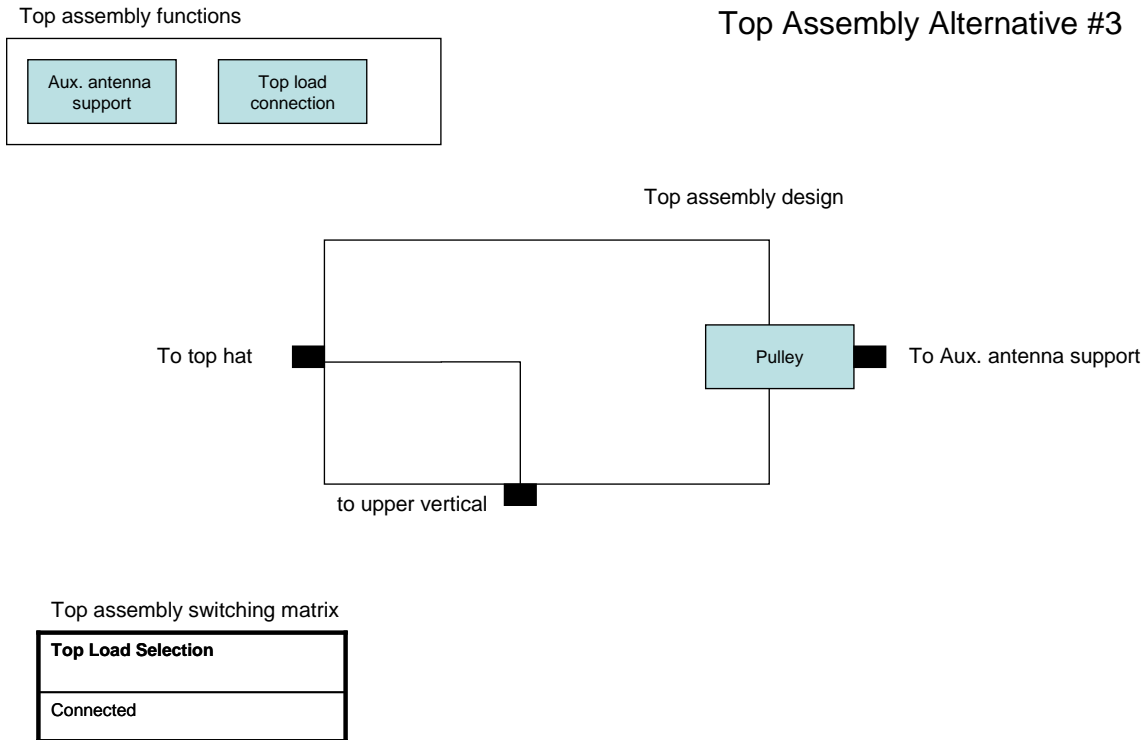 Top assembly functions
Top Assembly Alternative #3
Aux. antenna
support
Top load
connection
Top assembly design
To top hat
Pulley
To Aux. antenna support
to upper vertical
Top assembly switching matrix
Top Load Selection
Connected